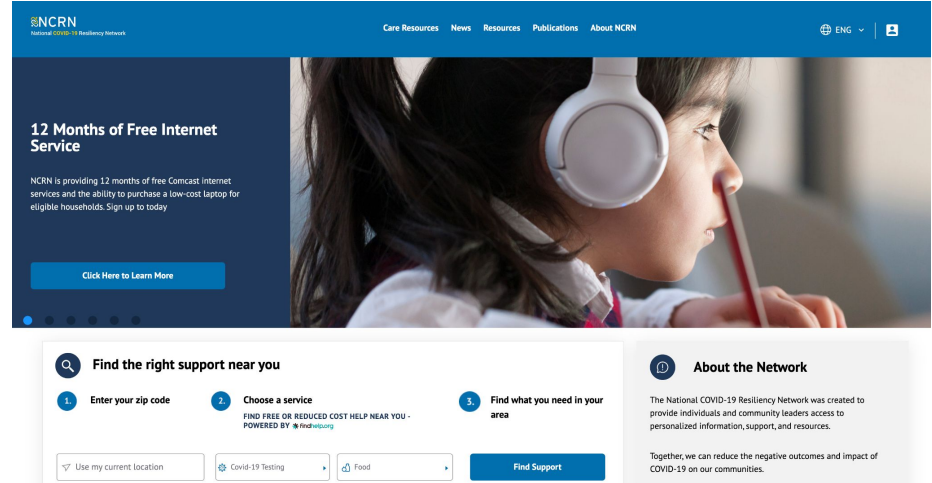 NCRN
National COVID-19 Resiliency Network
Care Resources News Resources Publications About NCRN
ENG
12 Months of Free Internet
Service
NCRN is providing 12 months of free Comcast internet
services and the ability to purchase a low-cost laptop for
eligible households. Sign up to today
Click Here to Learn More
Find the right support near you
1. Enter your zip code
2. Choose a service
FIND FREE OR REDUCED COST HELP NEAR YOU -
POWERED BY findhelp.org
3. Find what you need in your
area
Use my current location
Covid-19 Testing
Food
Find Support
About the Network
The National COVID-19 Resiliency Network was created to
provide individuals and community leaders access to
personalized information, support, and resources.
Together, we can reduce the negative outcomes and impact of
COVID-19 on our communities.